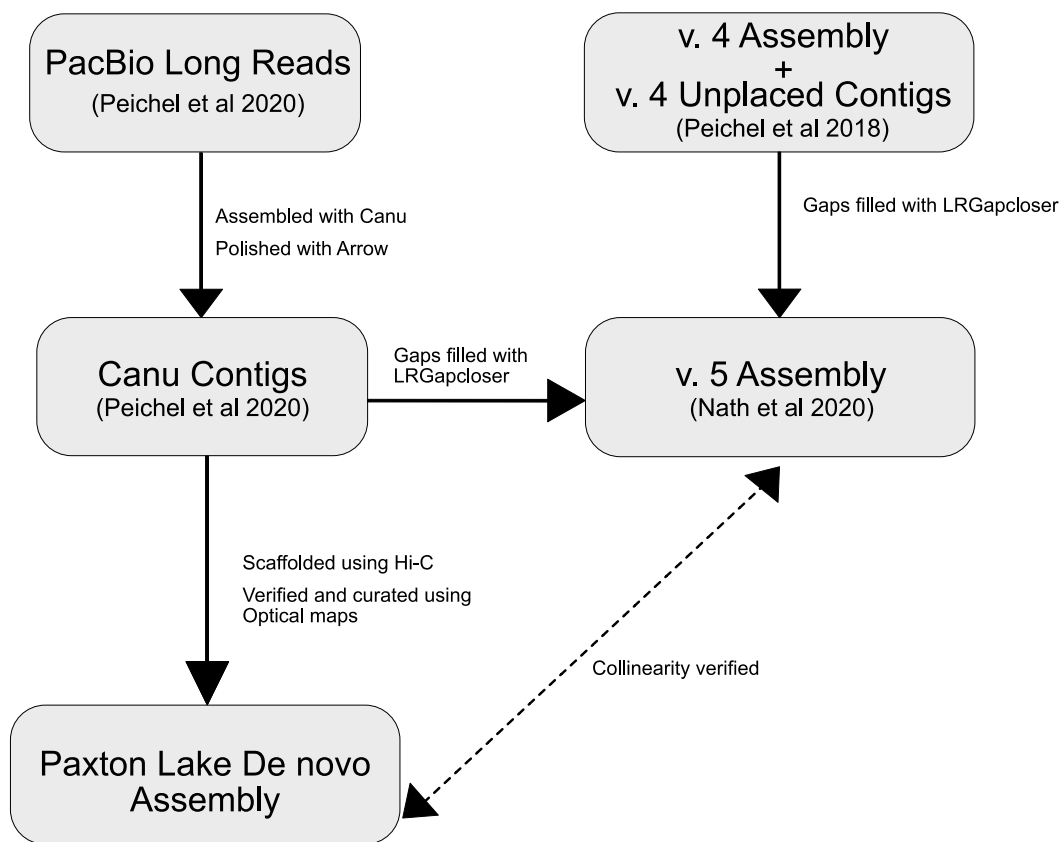 PacBio Long Reads
(Peichel et al 2020)
v. 4 Assembly
+
v. 4 Unplaced Contigs
(Peichel et al 2018)
Assembled with Canu
Polished with Arrow
Gaps filled with LRGapcloser
Canu Contigs
(Peichel et al 2020)
Gaps filled with
LRGapcloser
v. 5 Assembly
(Nath et al 2020)
Scaffolded using Hi-C
Verified and curated using
Optical maps
Collinearity verified
Paxton Lake De novo
Assembly